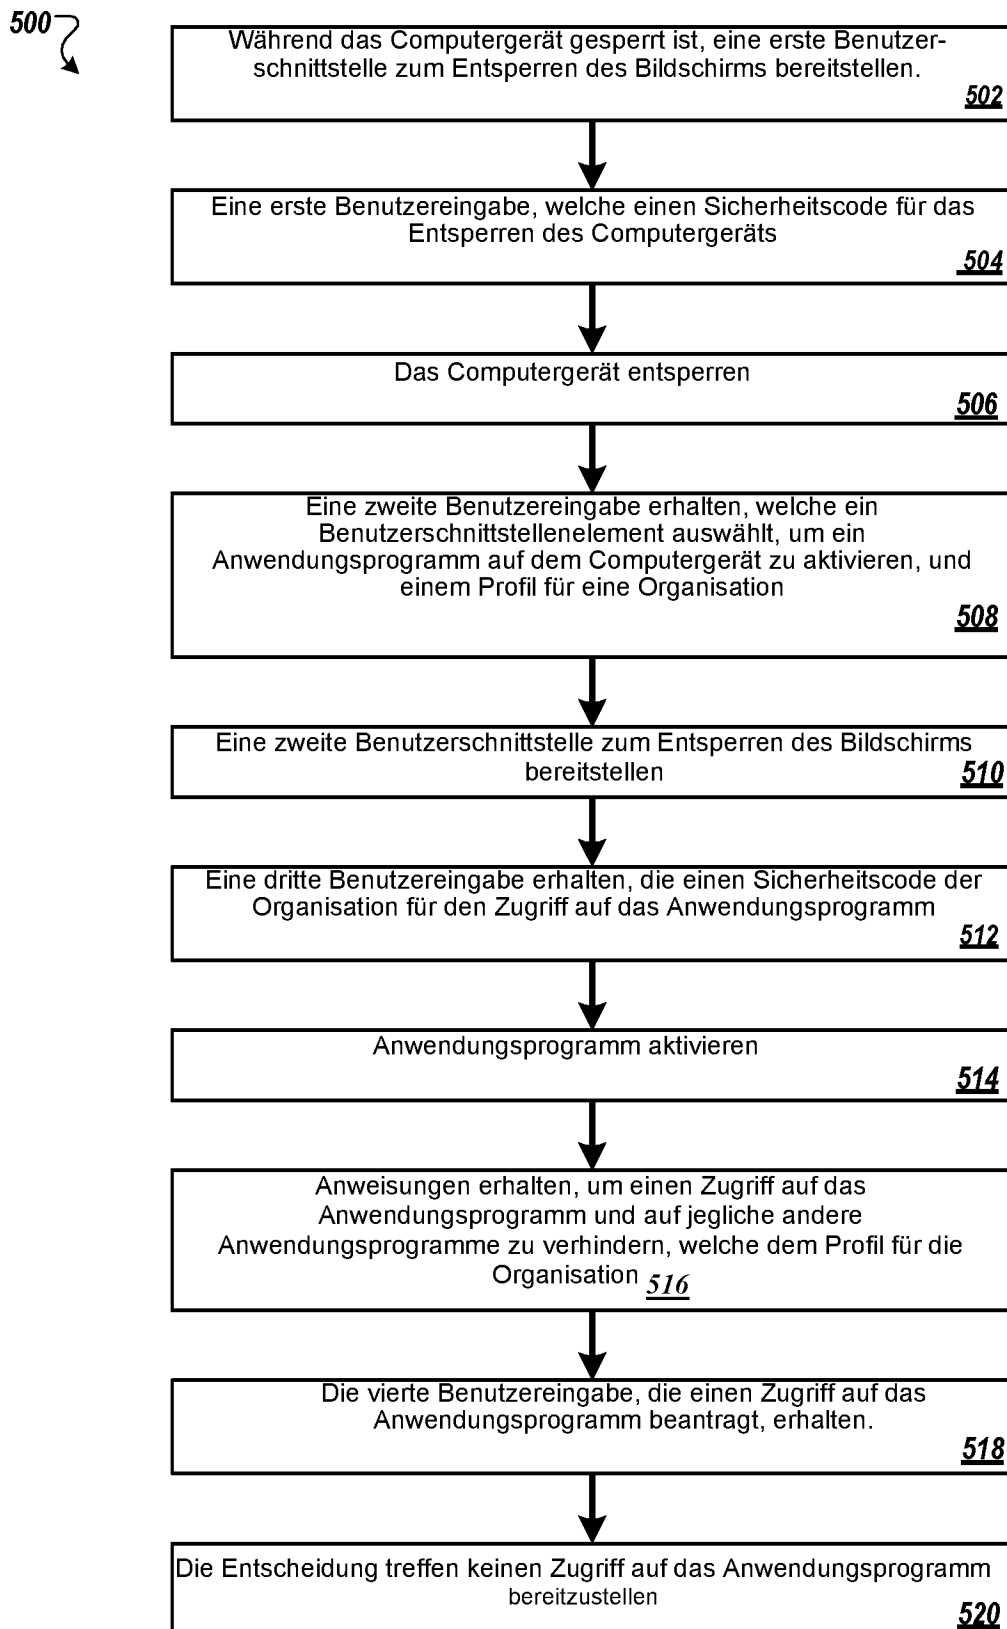 500
Während das Computergerät gesperrt ist, eine erste Benutzer-
schnittstelle zum Entsperren des Bildschirms bereitstellen.
502
Eine erste Benutzereingabe, welche einen Sicherheitscode für das
Entsperren des Computergeräts
504
Das Computergerät entsperren
506
Eine zweite Benutzereingabe erhalten, welche ein
Benutzerschnittstellenelement auswählt, um ein
Anwendungsprogramm auf dem Computergerät zu aktivieren, und
einem Profil für eine Organisation
508
Eine zweite Benutzerschnittstelle zum Entsperren des Bildschirms
bereitstellen 510
Eine dritte Benutzereingabe erhalten, die einen Sicherheitscode der
Organisation für den Zugriff auf das Anwendungsprogramm
512
Anwendungsprogramm aktivieren
514
Anweisungen erhalten, um einen Zugriff auf das
Anwendungsprogramm und auf jegliche andere
Anwendungsprogramme zu verhindern, welche dem Profil für die
Organisation 516
Die vierte Benutzereingabe, die einen Zugriff auf das
Anwendungsprogramm beantragt, erhalten.
518
Die Entscheidung treffen keinen Zugriff auf das Anwendungsprogramm
bereitzustellen
520